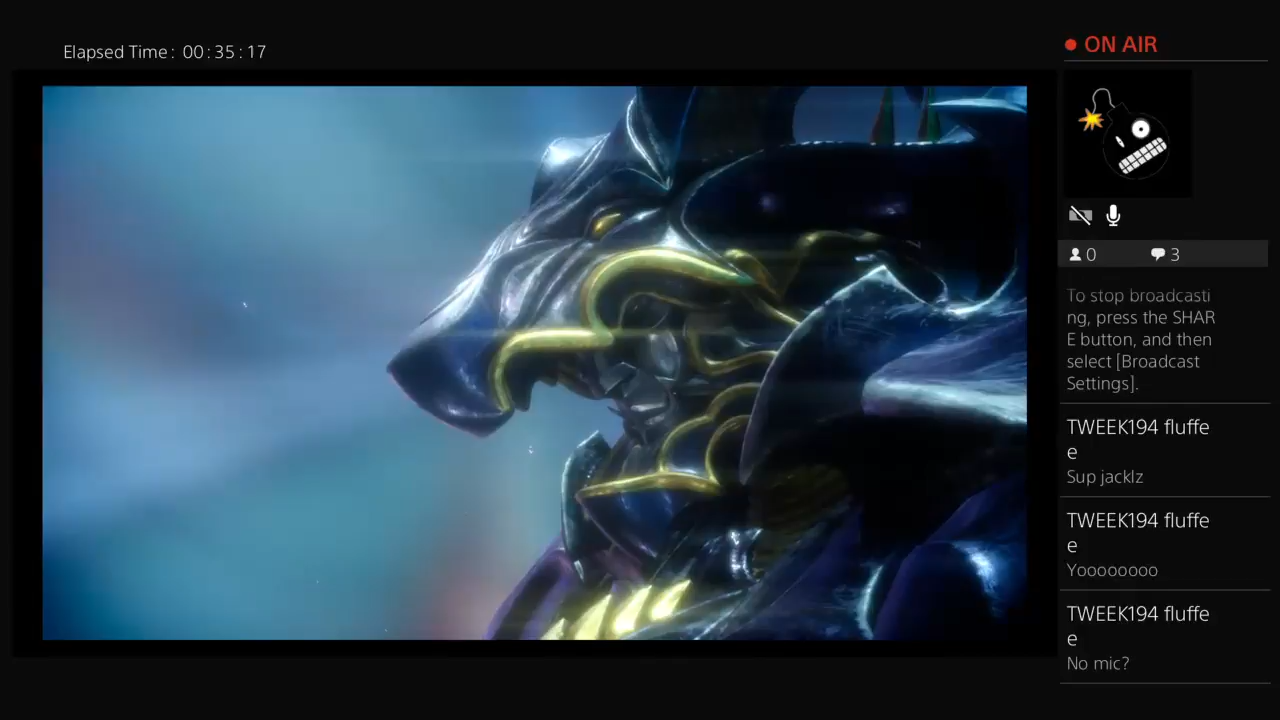 Elapsed Time: 00:35:17
ON AIR
0 3
To stop broadcasti
ng, press the SHAR
E button, and then
select [Broadcast
Settings].
TWEEK194 fluffe
e
Sup jacklz
TWEEK194 fluffe
e
Yoooooooo
TWEEK194 fluffe
e
No mic?